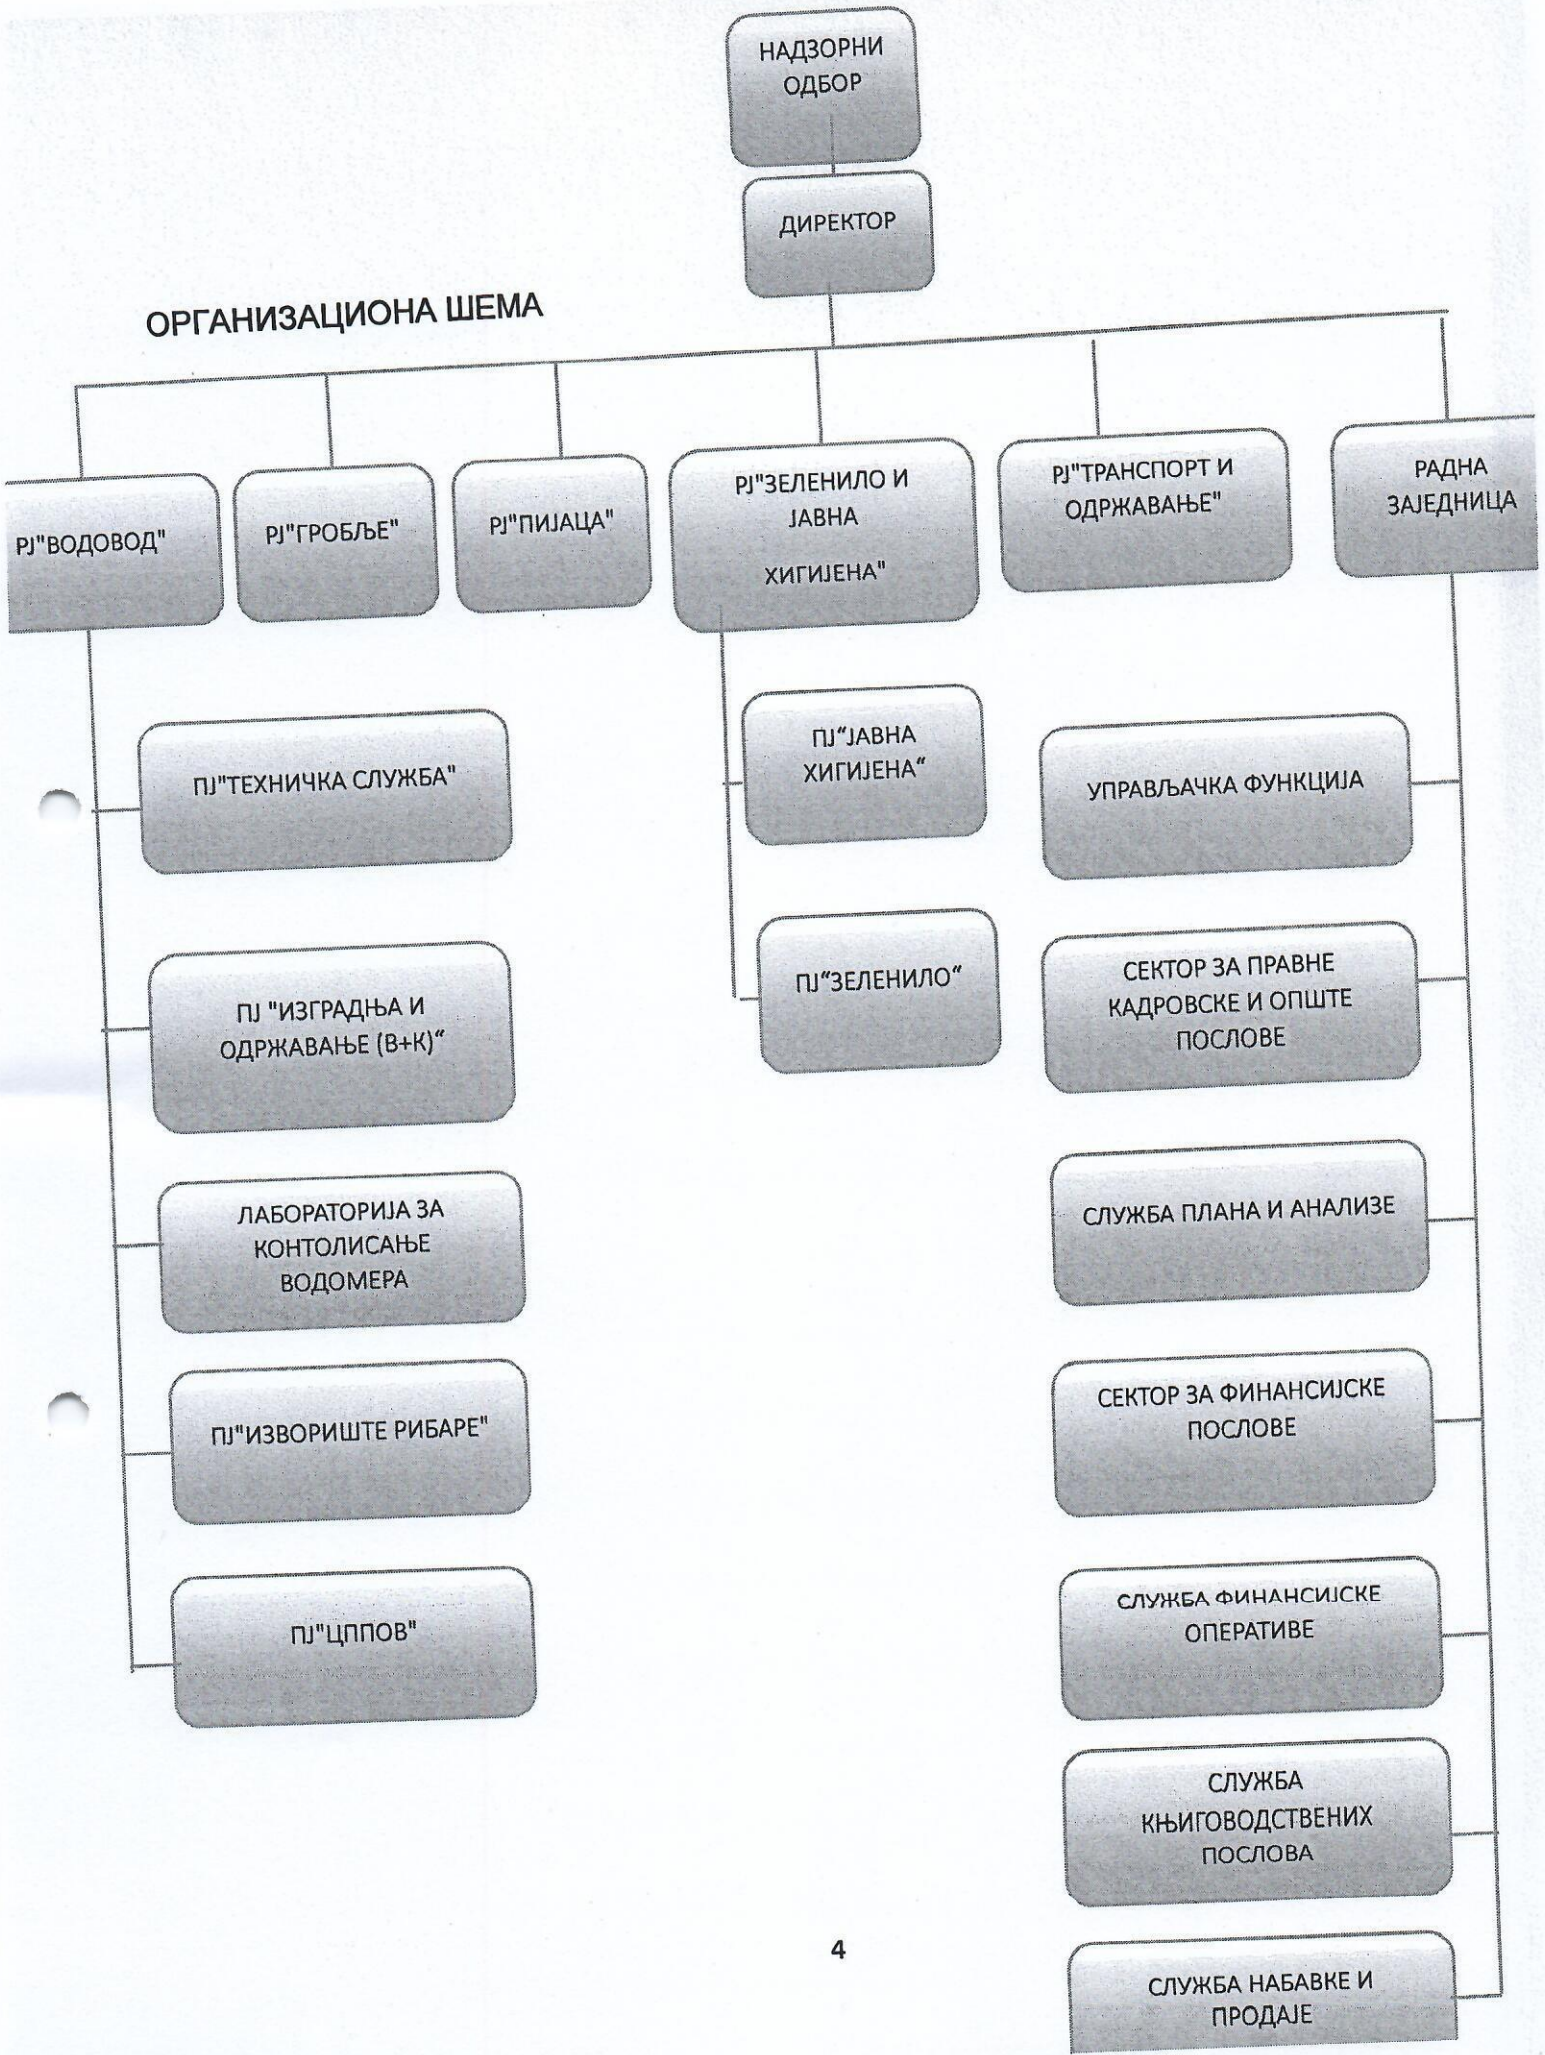 НАДЗОРНИ
ОДБОР
ДИРЕКТОР
ОРГАНИЗАЦИОНА ШЕМА
РЈ"ВОДОВОД"
РЈ"ГРОБЉЕ"
РЈ"ПИЈАЦА"
РЈ"ЗЕЛЕНИЛО И
ЈАВНА
ХИГИЈЕНА"
РЈ"ТРАНСПОРТ И
ОДРЖАВАЊЕ"
РАДНА
ЗАЈЕДНИЦА
ПЈ"ТЕХНИЧКА СЛУЖБА"
ПЈ "ИЗГРАДЊА И
ОДРЖАВАЊЕ (В+К)“
ЛАБОРАТОРИЈА ЗА
КОНТОЛИСАЊЕ
ВОДОМЕРА
ПЈ"ИЗВОРИШТЕ РИБАРЕ"
ПЈ"ЦППОВ"
ПЈ“ЈАВНА
ХИГИЈЕНА“
ПЈ“ЗЕЛЕНИЛО“
УПРАВЉАЧКА ФУНКЦИЈА
СЕКТОР ЗА ПРАВНЕ
КАДРОВСКЕ И ОПШТЕ
ПОСЛОВЕ
СЛУЖБА ПЛАНА И АНАЛИЗЕ
СЕКТОР ЗА ФИНАНСИЈСКЕ
ПОСЛОВЕ
СЛУЖБА ФИНАНСИЈСКЕ
ОПЕРАТИВЕ
СЛУЖБА
КЊИГОВОДСТВЕНИХ
ПОСЛОВА
СЛУЖБА НАБАВКЕ И
ПРОДАЈЕ
4